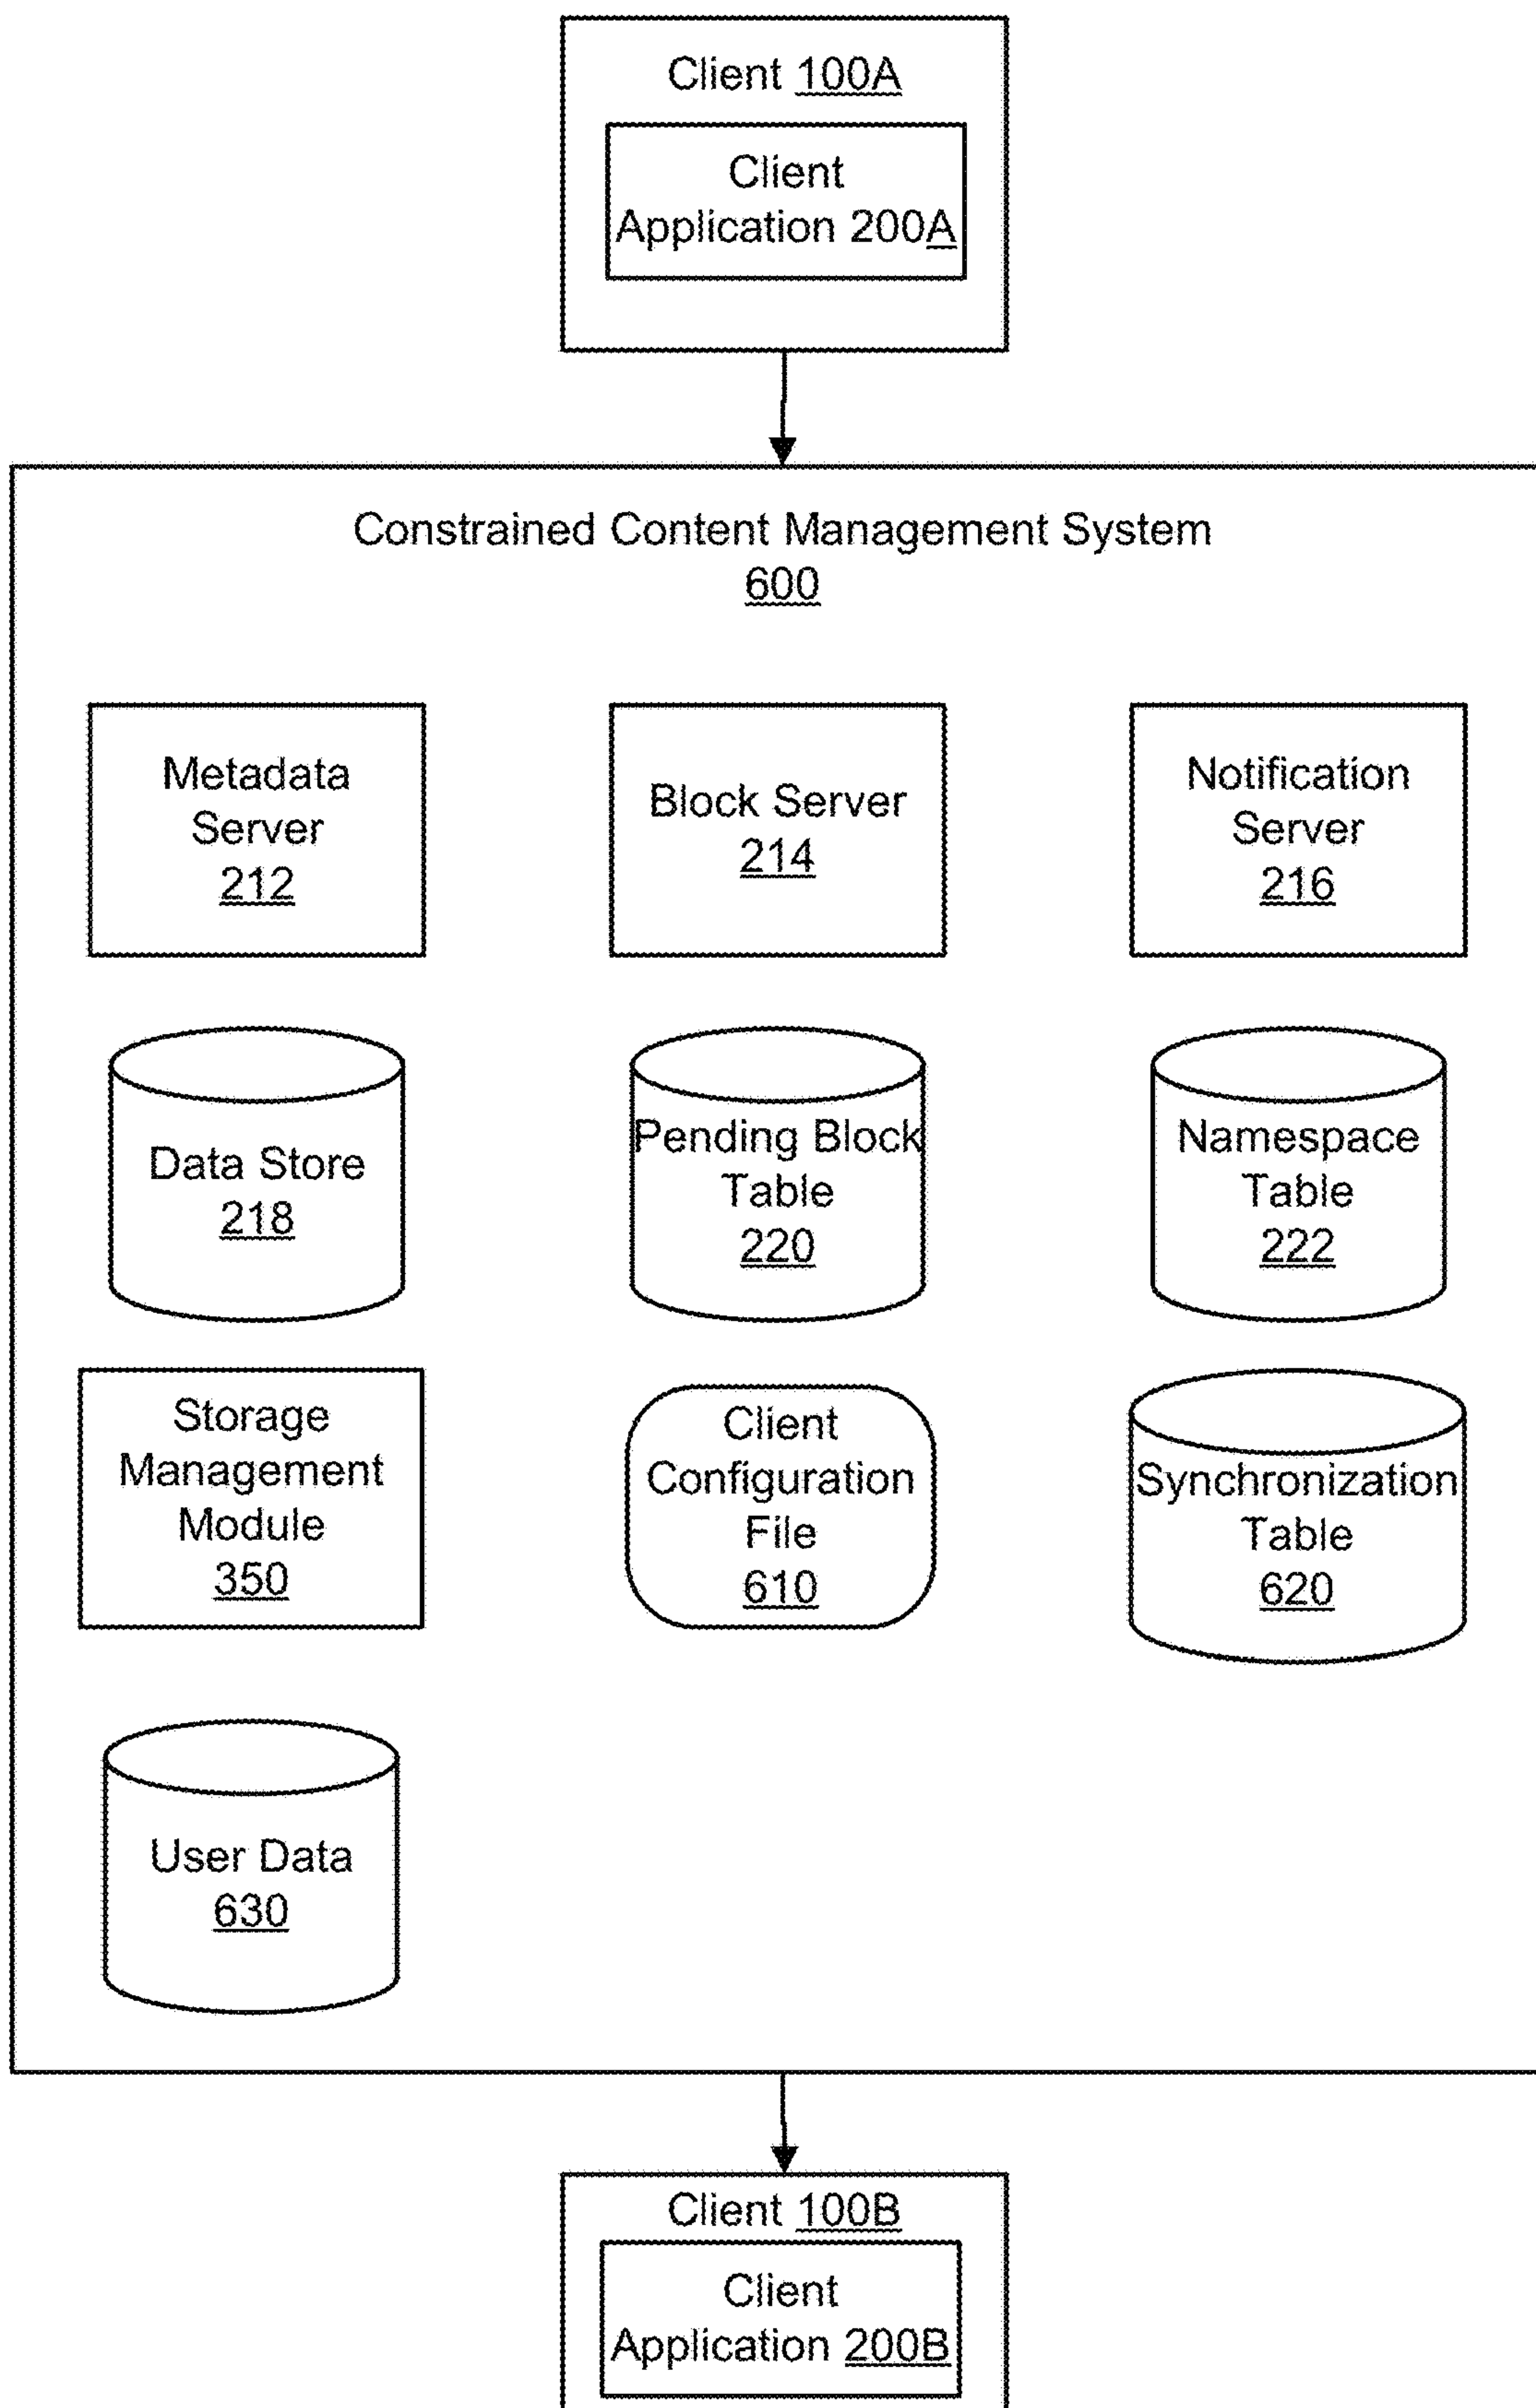 Client 100A
Client
Application 200A
Constrained Content Management System
600
Metadata
Server
212
Block Server
214
Notification
Server
216
Data Store
218
Pending Block
Table
220
Namespace
Table
222
Storage
Management
Module
350
Client
Configuration
File
610
Synchronization
Table
620
User Data
630
Client 100B
Client
Application 200B